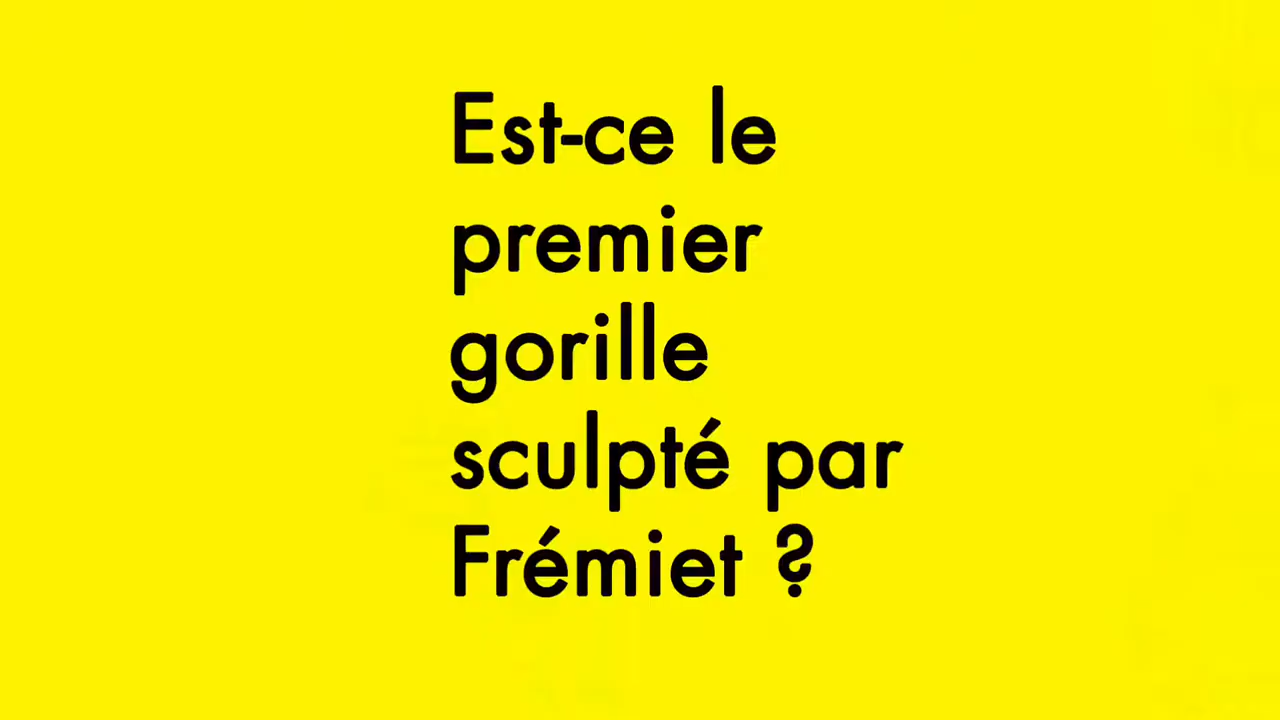 Est-ce le
premier
gorille
sculpté par
Frémiet ?